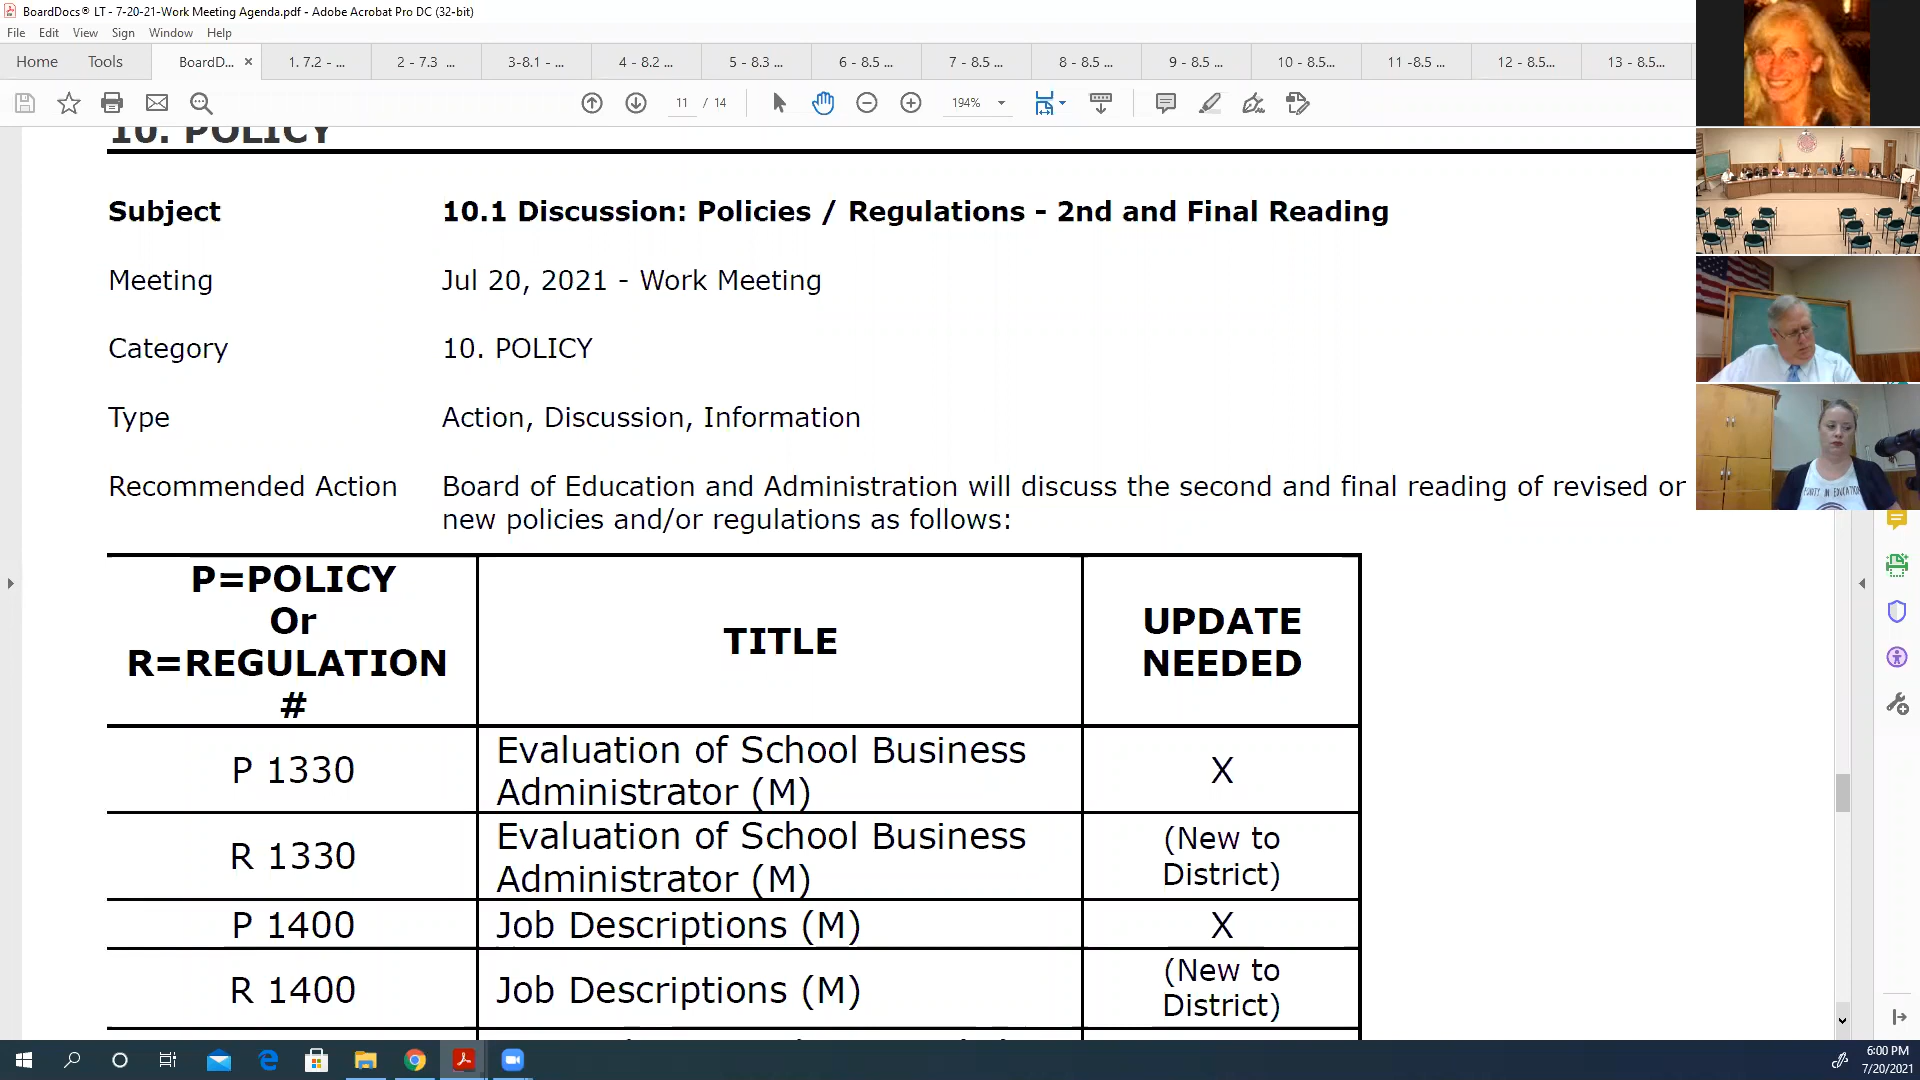 BoardDocs® LT - 7-20-21-Work Meeting Agenda.pdf - Adobe Acrobat Pro DC (32-bit)
File Edit View Sign Window Help
Home Tools BoardD... × 1. 7.2 - ... 2 - 7.3 ... 3-8.1 - ... 4 - 8.2 ... 5 - 8.3 ... 6 - 8.5 ... 7 - 8.5 ... 8 - 8.5 ... 9 - 8.5 ... 10 - 8.5... 11 -8.5 ... 12 - 8.5... 13 - 8.5...
11 / 14 194%
10. POLICY
Subject 10.1 Discussion: Policies / Regulations - 2nd and Final Reading
Meeting Jul 20, 2021 - Work Meeting
Category 10. POLICY
Type Action, Discussion, Information
Recommended Action Board of Education and Administration will discuss the second and final reading of revised or
new policies and/or regulations as follows:
P=POLICY
Or
R=REGULATION
#
TITLE
UPDATE
NEEDED
P 1330
Evaluation of School Business
Administrator (M)
X
R 1330
Evaluation of School Business
Administrator (M)
(New to
District)
P 1400
Job Descriptions (M)
X
R 1400
Job Descriptions (M)
(New to
District)
6:00 PM
7/20/2021